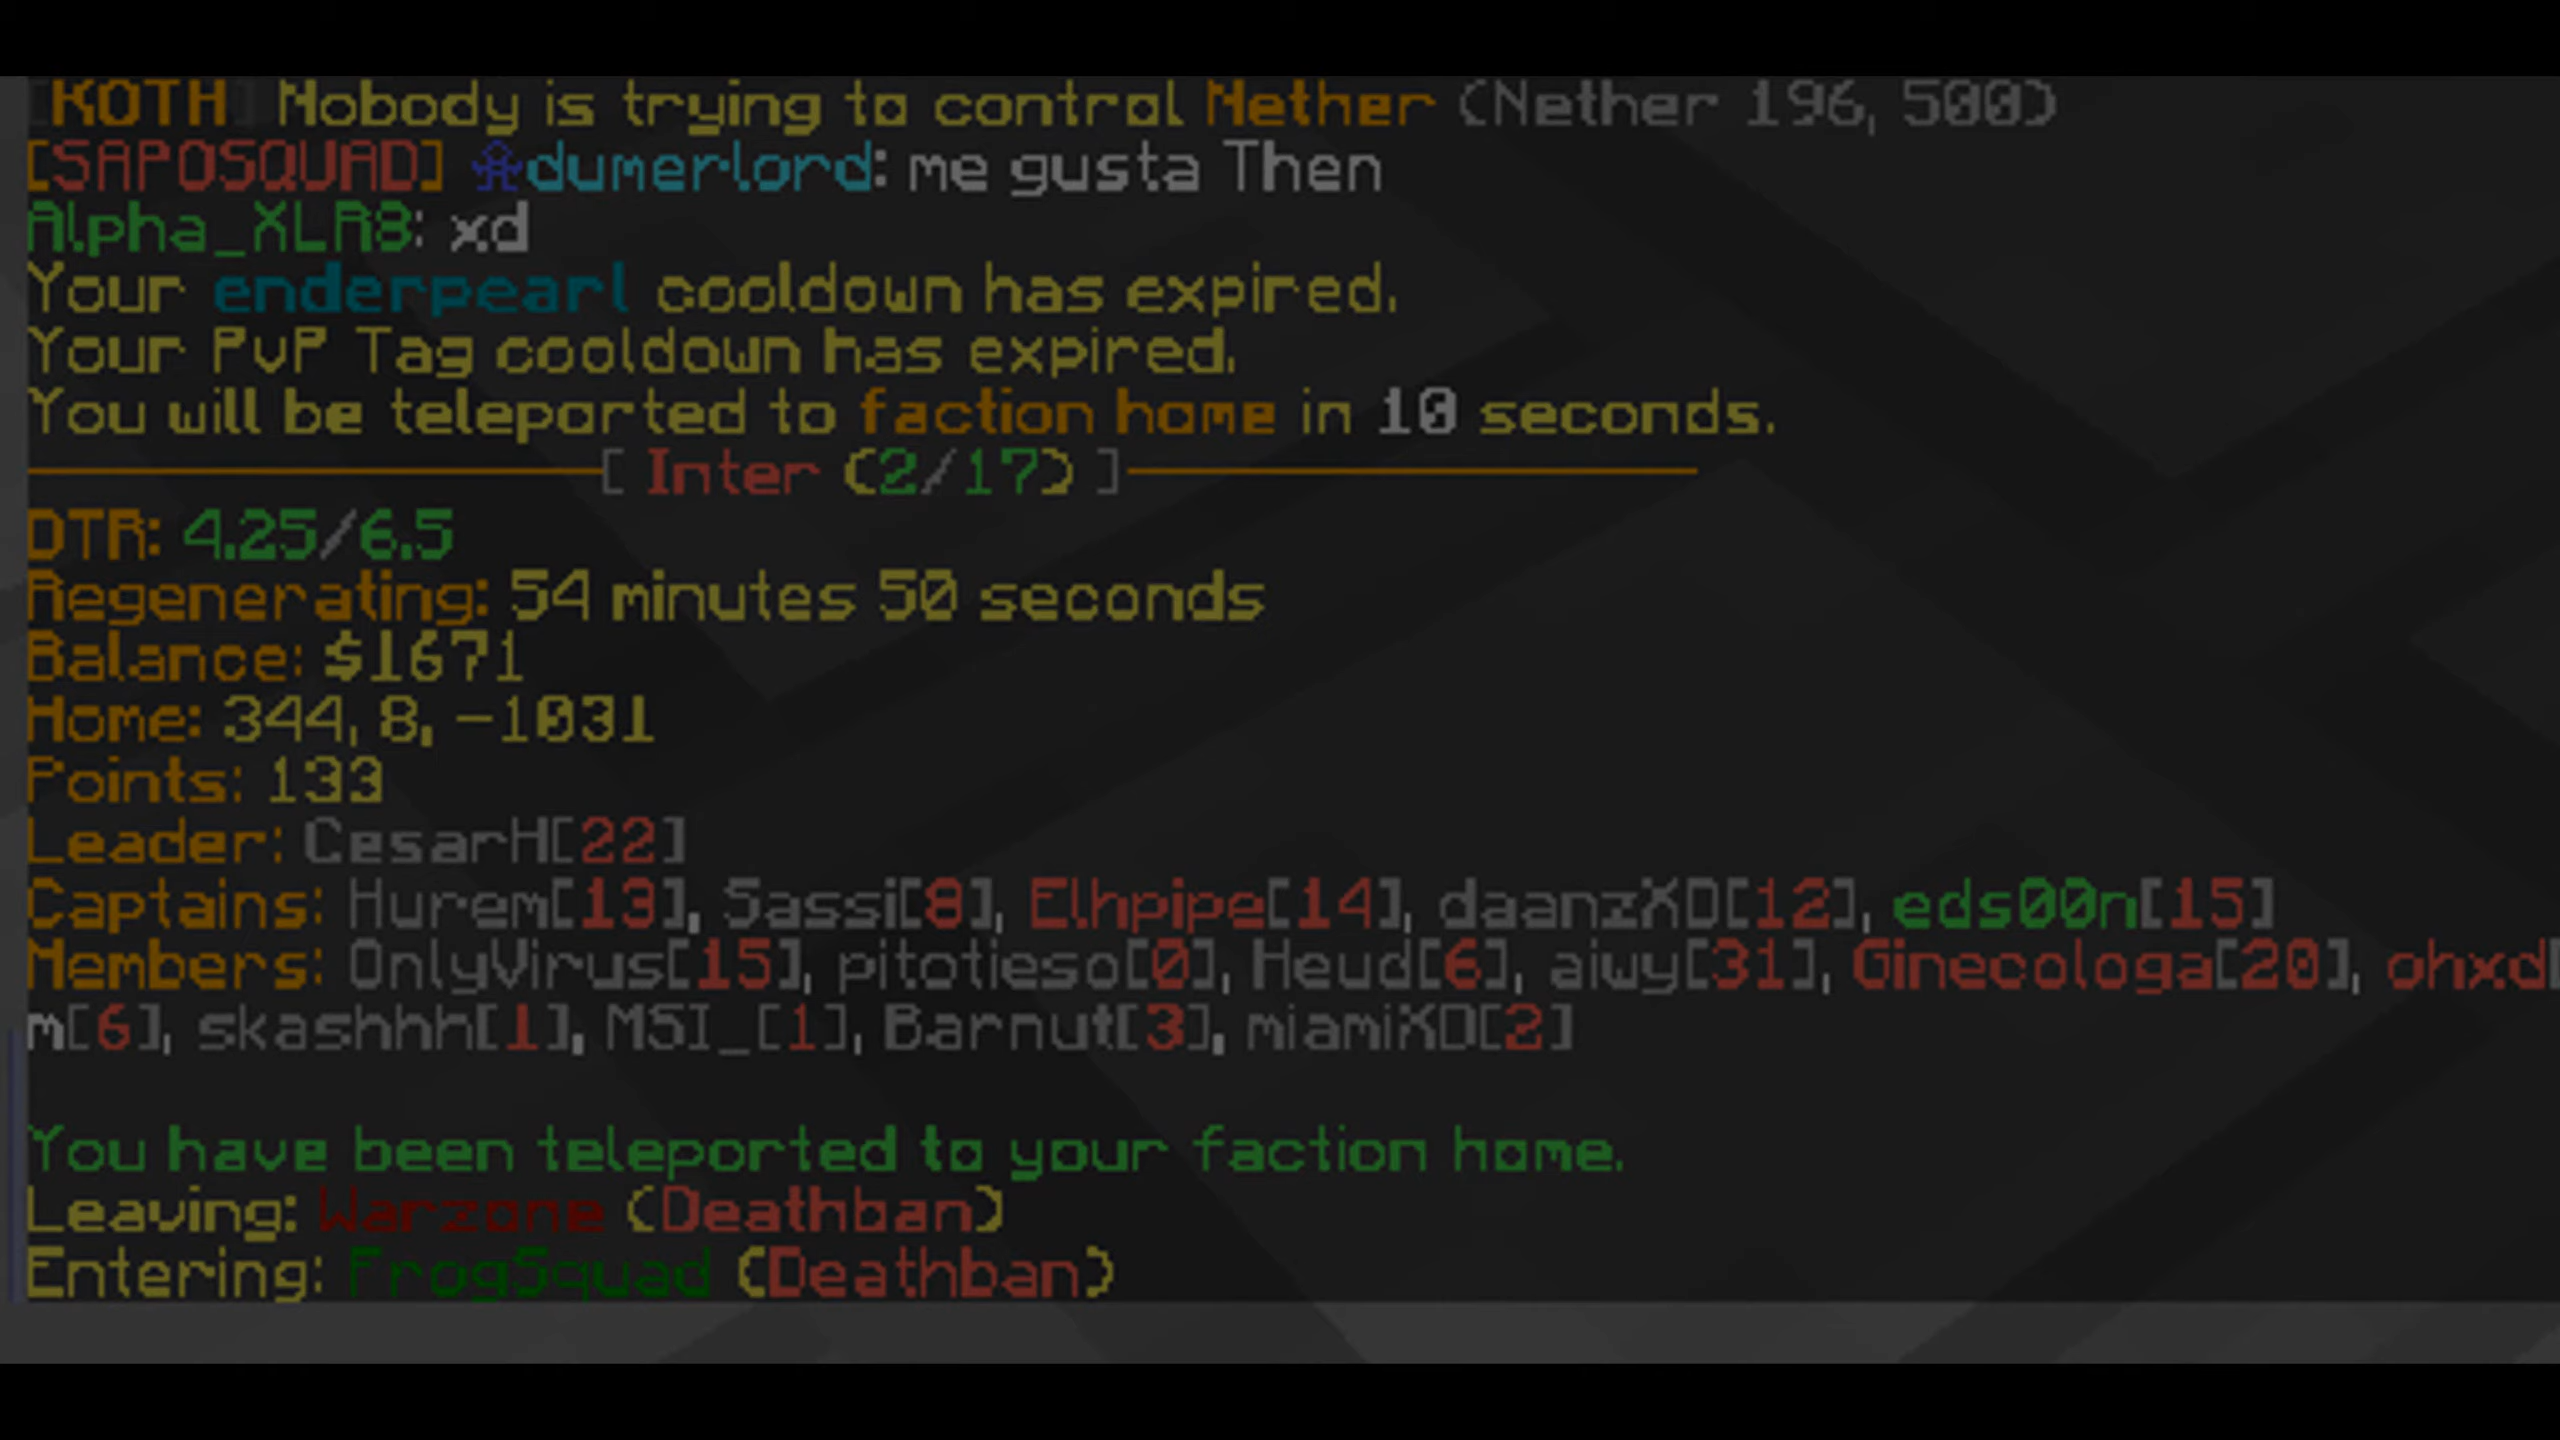 [KOTH] Nobody is trying to control Nether (Nether 196, 500)
[SAPOSQUAD] dumerlord: me gusta Then
Alpha_XLR8: xd
Your enderpearl cooldown has expired.
Your PvP Tag cooldown has expired.
You will be teleported to faction home in 10 seconds.
[ Inter (2/17) ]
DTR: 4.25/6.5
Regenerating: 54 minutes 50 seconds
Balance: $1671
Home: 344, 8, -1031
Points: 133
Leader: CesarH[22]
Captains: Hurem[13], Sassi[8], Elhpipe[14], daanzXD[12], eds00n[15]
Members: OnlyVirus[15], pitotieso[0], Heud[6], aiwy[31], Ginecologa[20], ohxd[
m[6], skashhh[1], MSI_[1], Barnut[3], miamiXD[2]
You have been teleported to your faction home.
Leaving: Warzone (Deathban)
Entering: FrogSquad (Deathban)